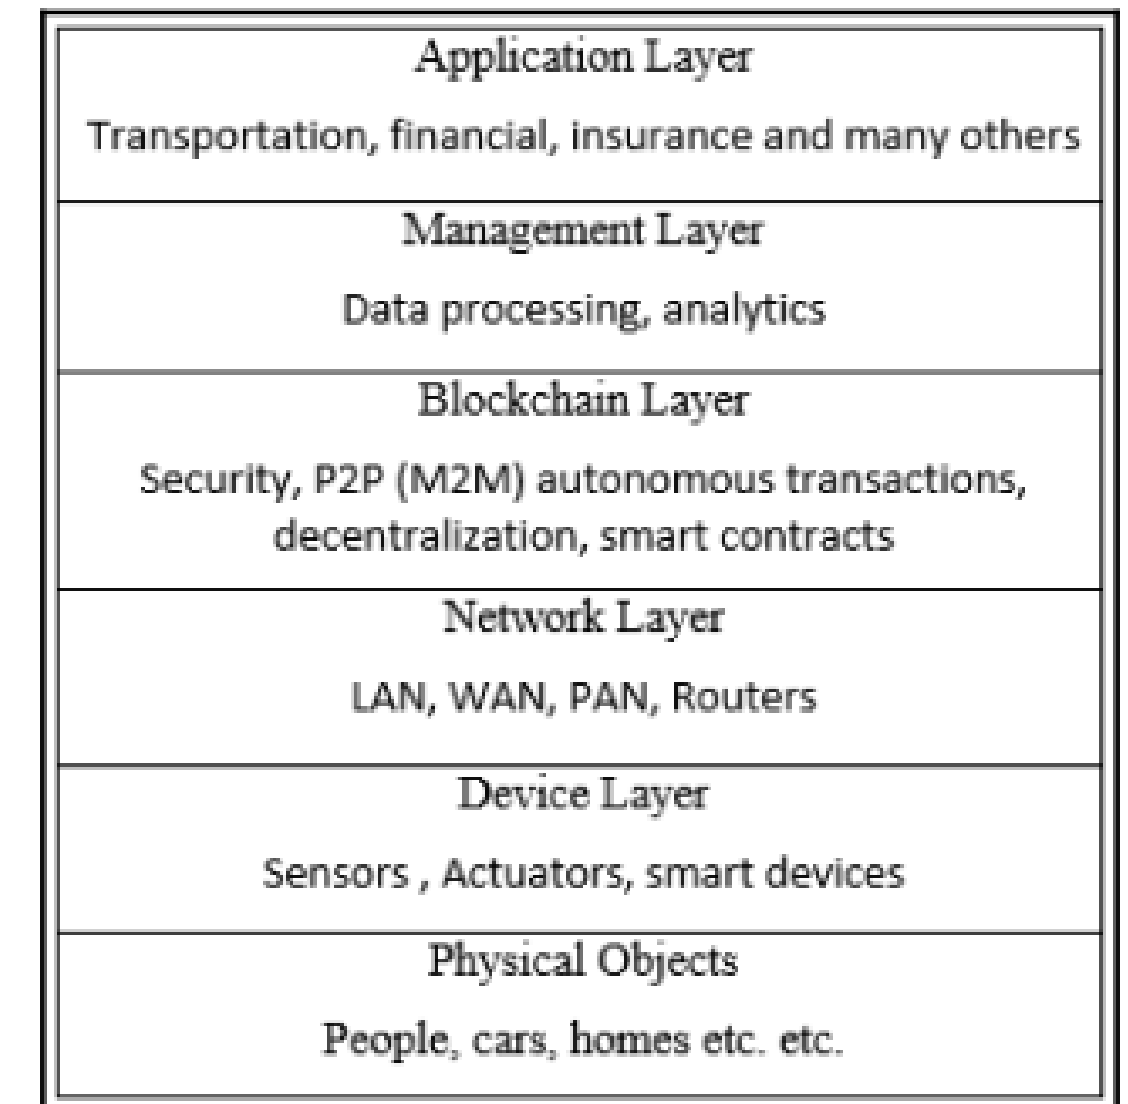 Application Layer
Transportation, financial, insurance and many others
Management Layer
Data processing, analytics
Blockchain Layer
Security, P2P (M2M) autonomous transactions,
decentralization, smart contracts
Network Layer
LAN, WAN, PAN, Routers
Device Layer
Sensors , Actuators, smart devices
Physical Objects
People, cars, homes etc. etc.